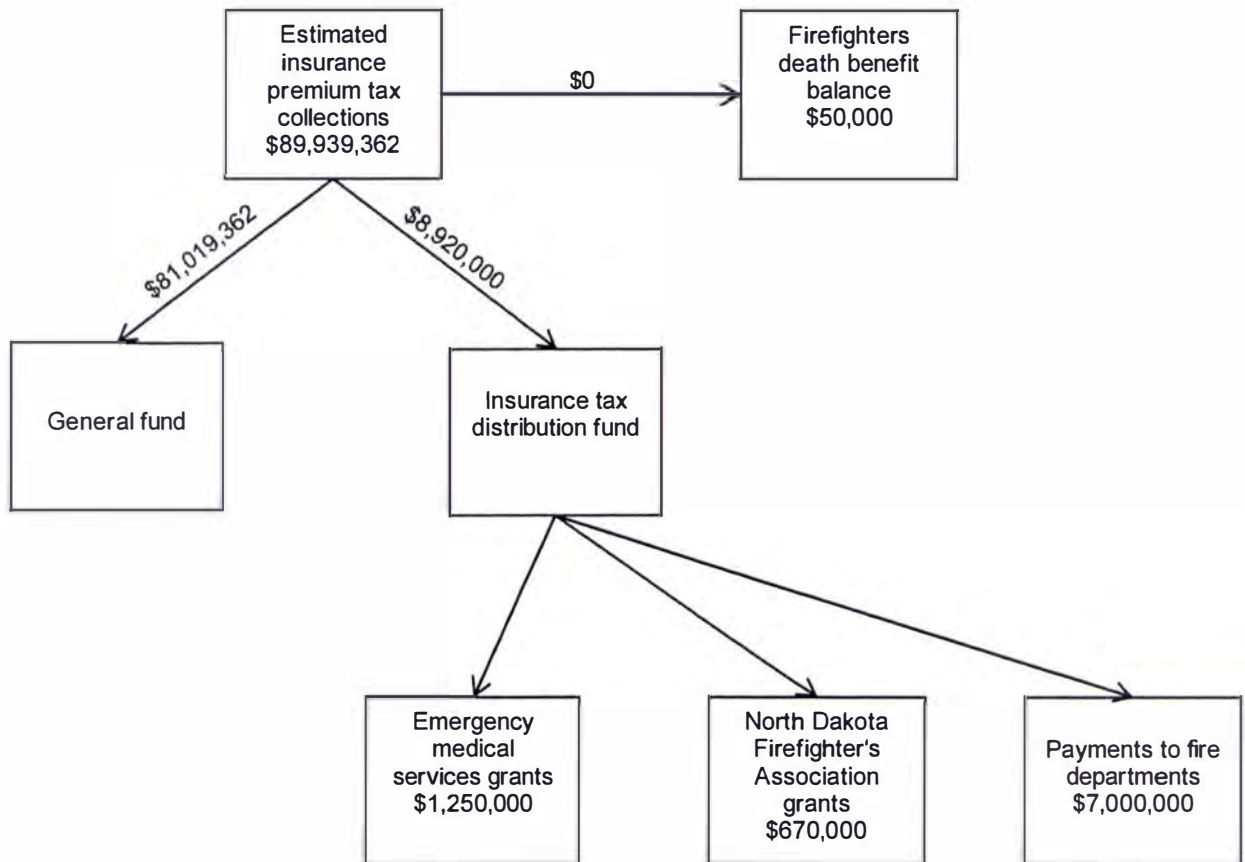 Estimated
insurance
premium tax
collections
$89,939,362
$0
Firefighters
death benefit
balance
$50,000
$81,019,362
$8,920,000
General fund
Insurance tax
distribution fund
Emergency
medical
services grants
$1,250,000
North Dakota
Firefighter's
Association
grants
$670,000
Payments to fire
departments
$7,000,000